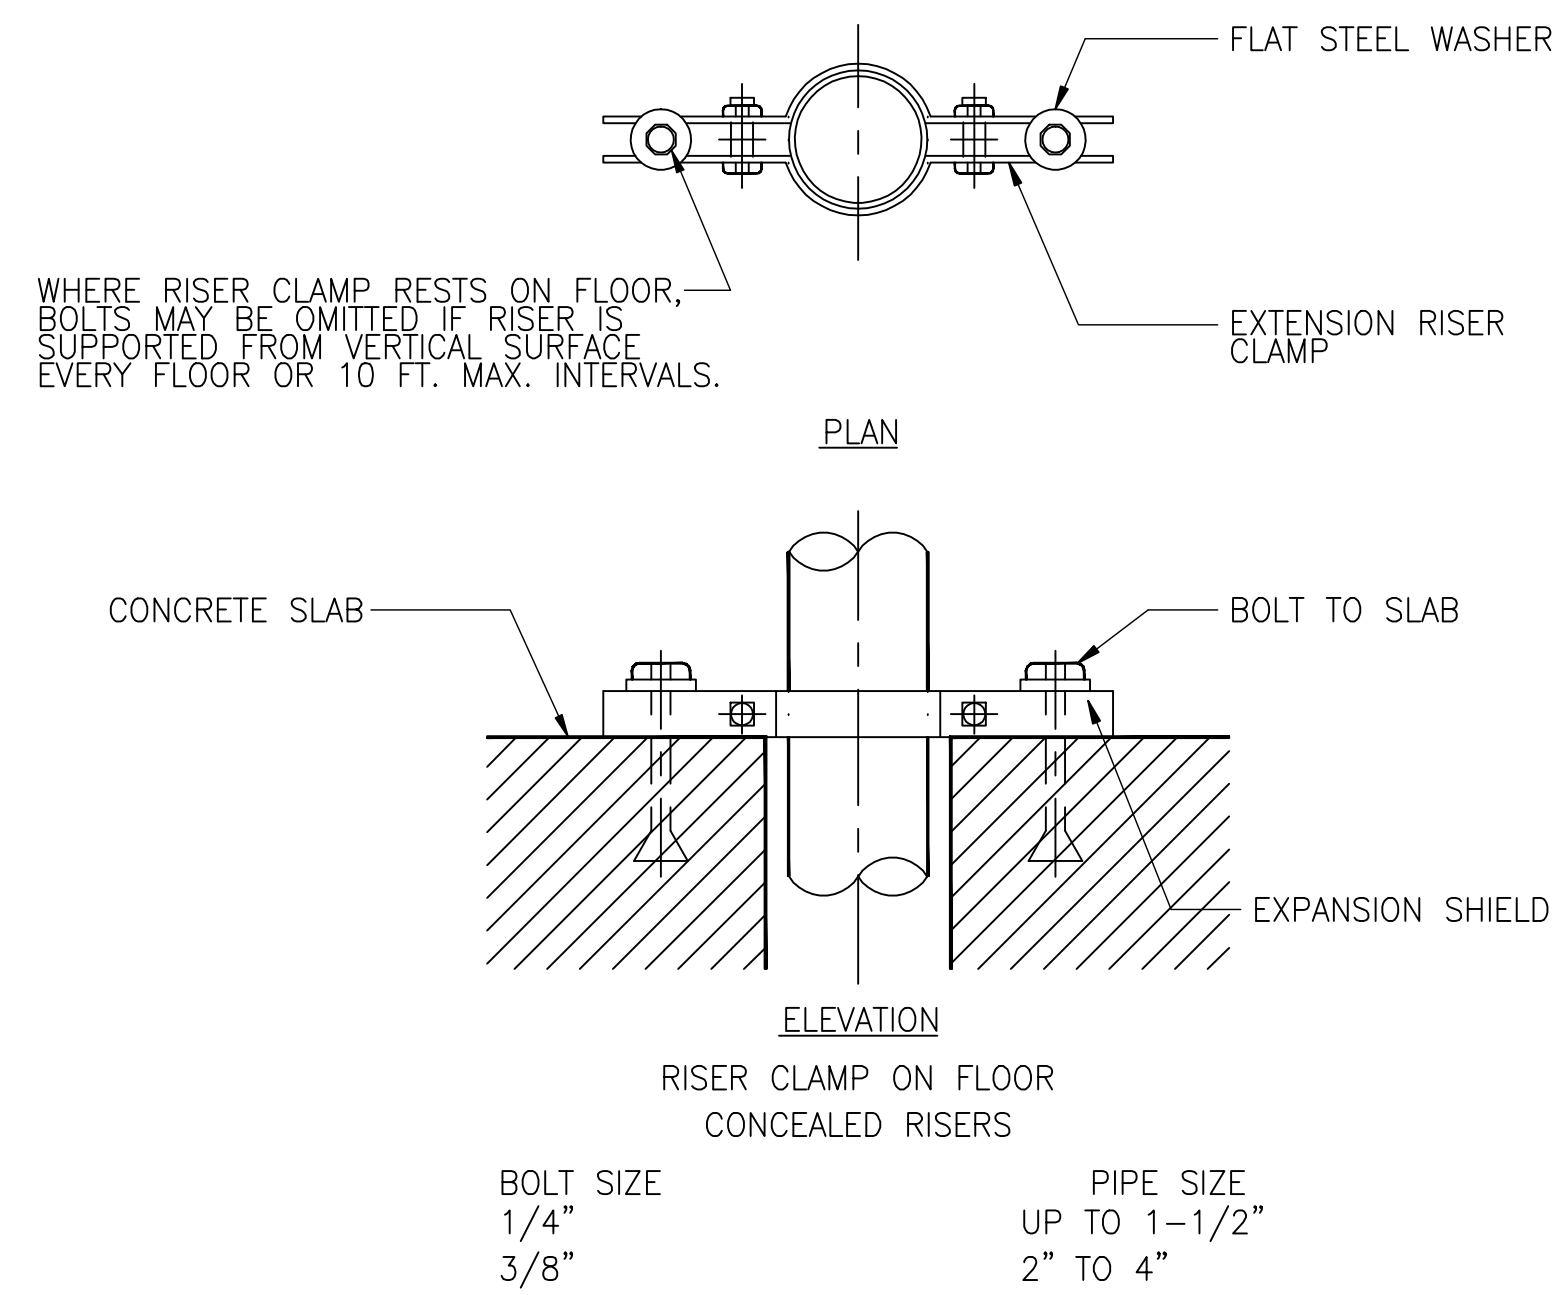 FLAT STEEL WASHER
WHERE RISER CLAMP RESTS ON FLOOR,
BOLTS MAY BE OMITTED IF RISER IS
SUPPORTED FROM VERTICAL SURFACE
EVERY FLOOR OR 10 FT. MAX. INTERVALS.
EXTENSION RISER
CLAMP
PLAN
CONCRETE SLAB
BOLT TO SLAB
EXPANSION SHIELD
ELEVATION
RISER CLAMP ON FLOOR
CONCEALED RISERS
BOLT SIZE PIPE SIZE
1/4" UP TO 1-1/2"
3/8" 2" TO 4"